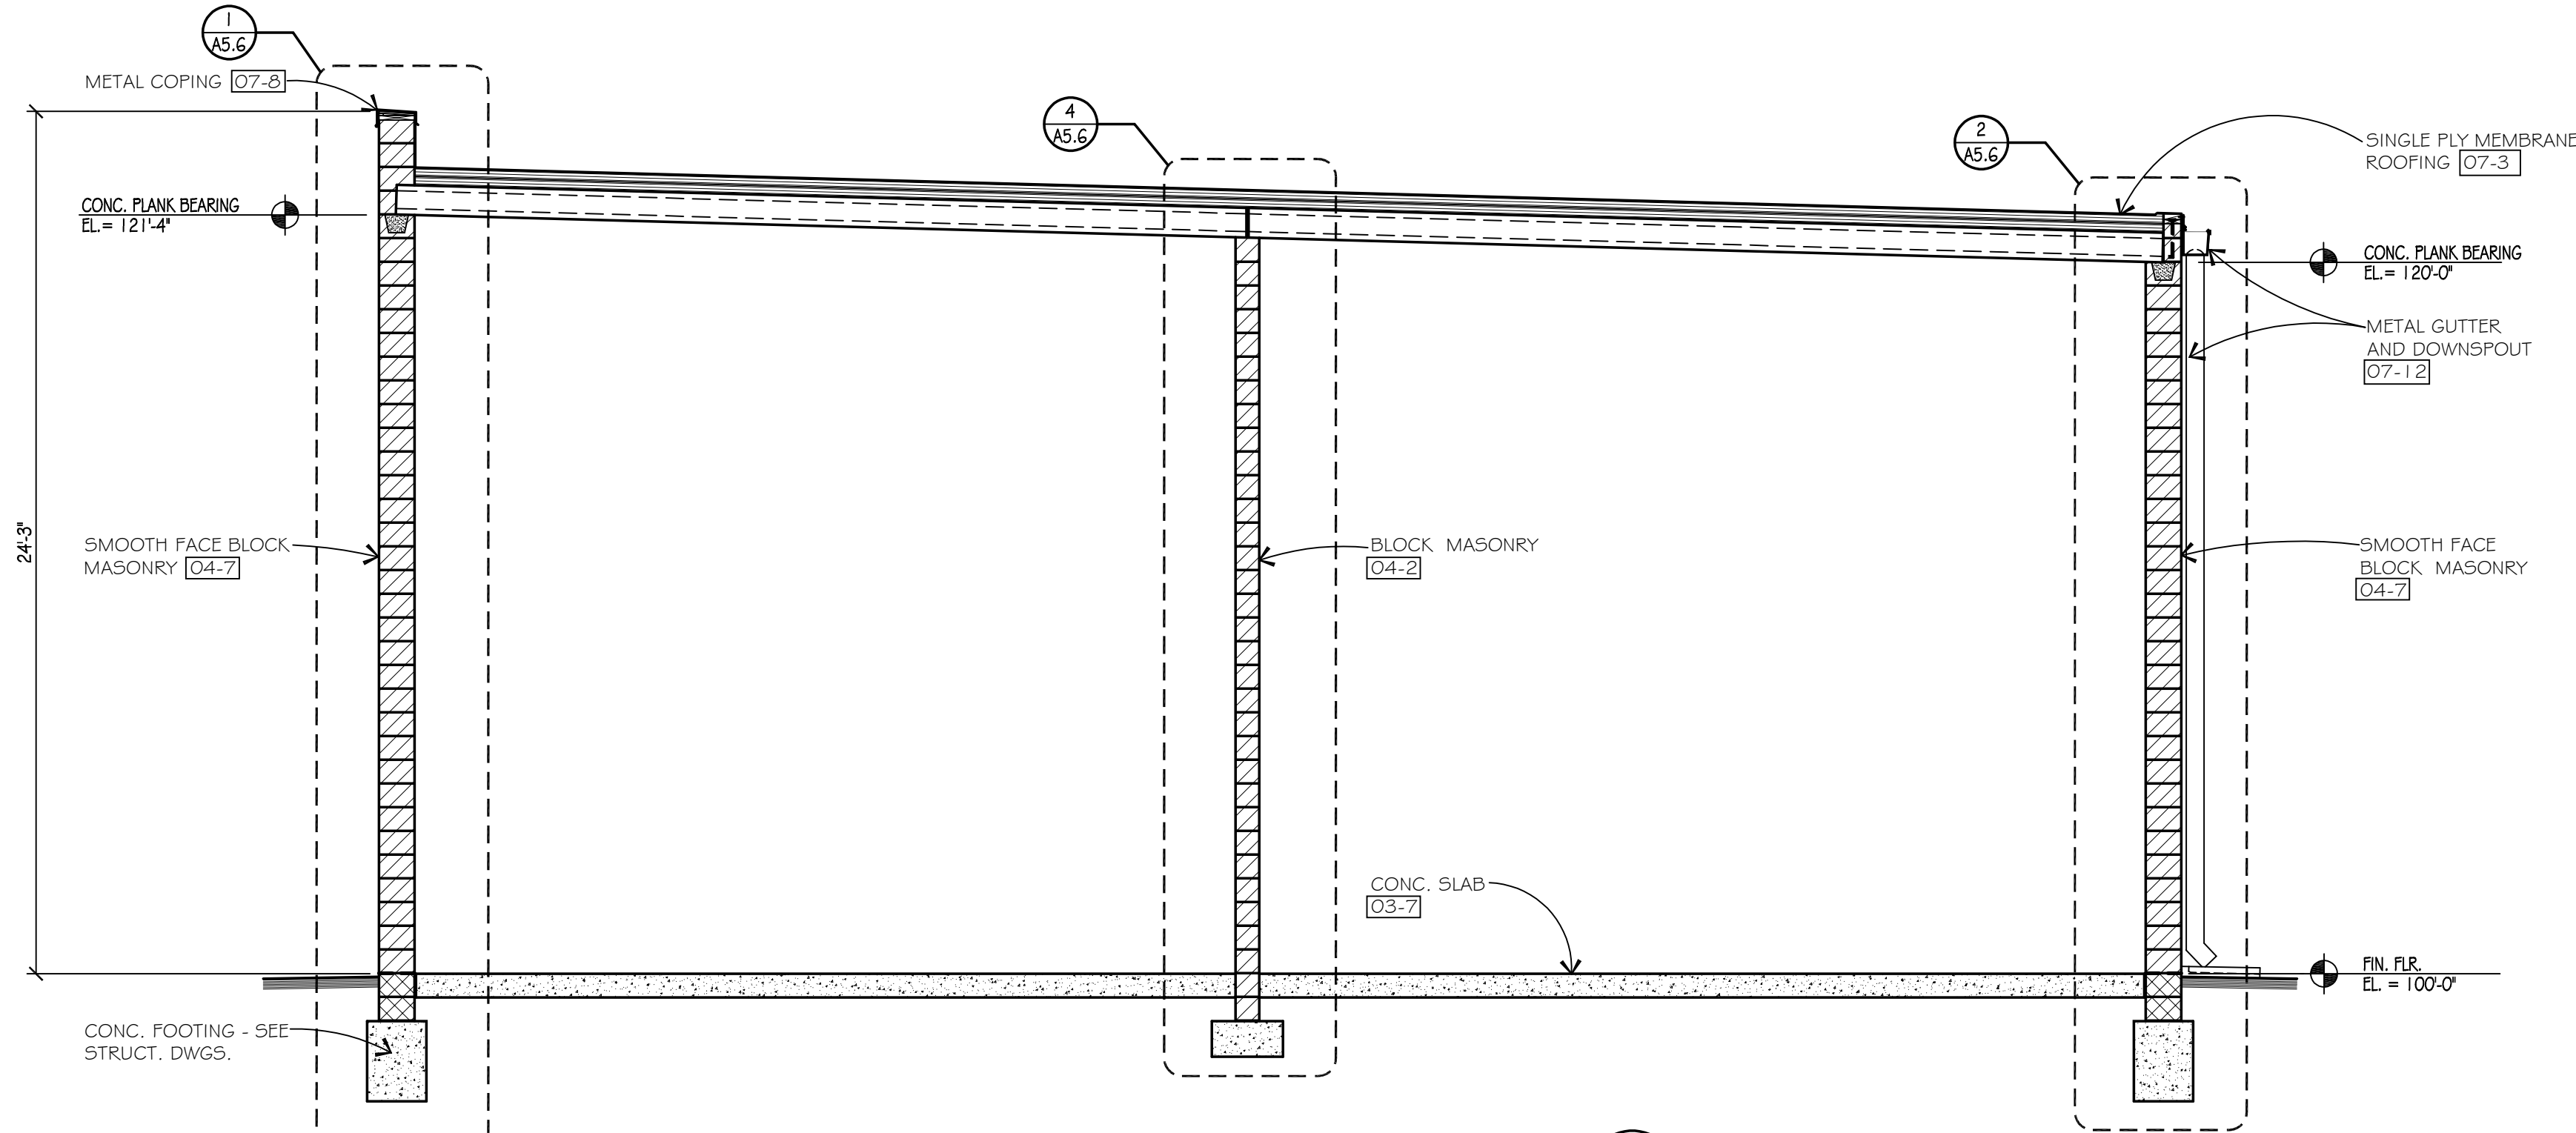 1
A5.6
METAL COPING 07-8
4
A5.6
2
A5.6
SINGLE PLY MEMBRANE
ROOFING 07-3
CONC. PLANK BEARING
EL.= 121'-4"
CONC. PLANK BEARING
EL.= 120'-0"
METAL GUTTER
AND DOWNSPOUT
07-12
24'-3"
SMOOTH FACE BLOCK
MASONRY 04-7
BLOCK MASONRY
04-2
SMOOTH FACE
BLOCK MASONRY
04-7
CONC. SLAB
03-7
FIN. FLR.
EL. = 100'-0"
CONC. FOOTING - SEE
STRUCT. DWGS.